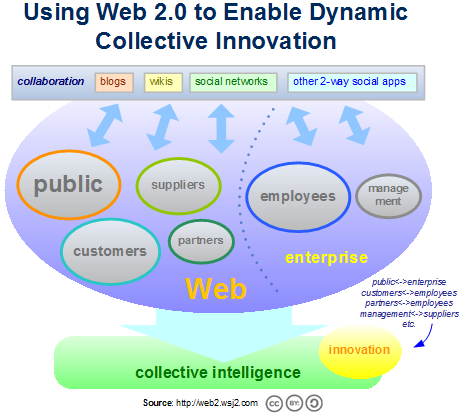 Using Web 2.0 to Enable Dynamic
Collective Innovation
collaboration
blogs
wikis
social networks
other 2-way social apps
public
suppliers
customers
partners
employees
manage
ment
enterprise
Web
public<->enterprise
customers<->employees
partners<->employees
management<->suppliers
etc.
innovation
collective intelligence
Source: http://web2.wsj2.com
cc
BY: